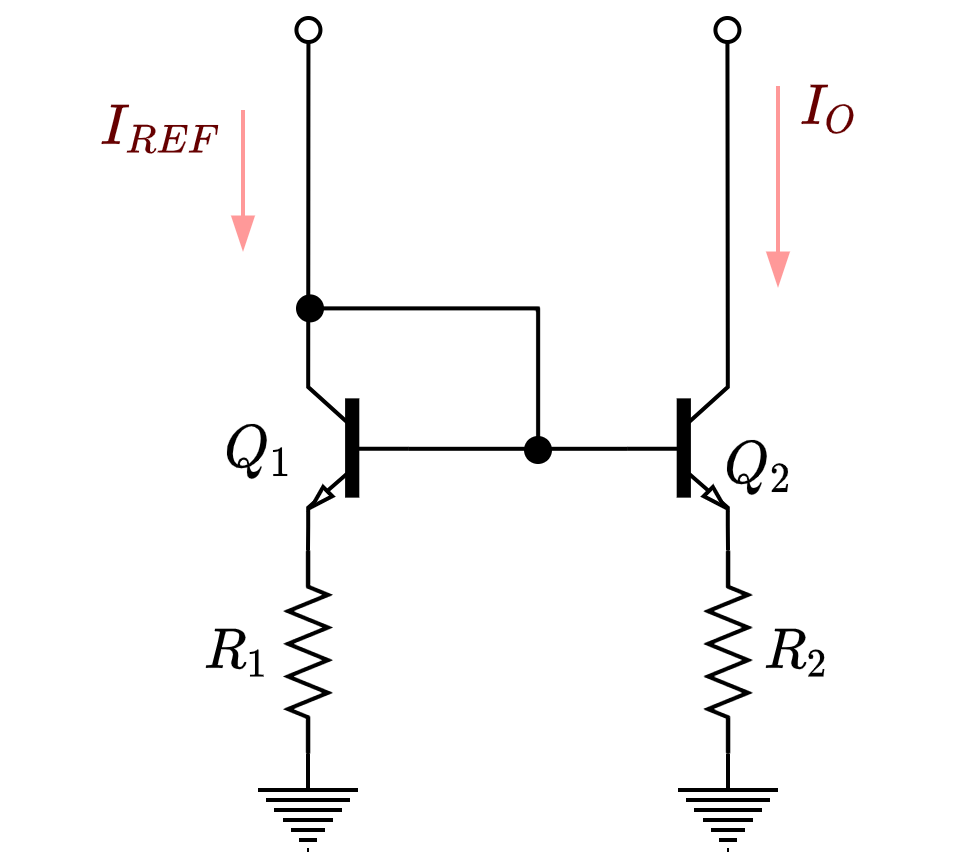 I_REF
I_O
Q_1
Q_2
R_1
R_2